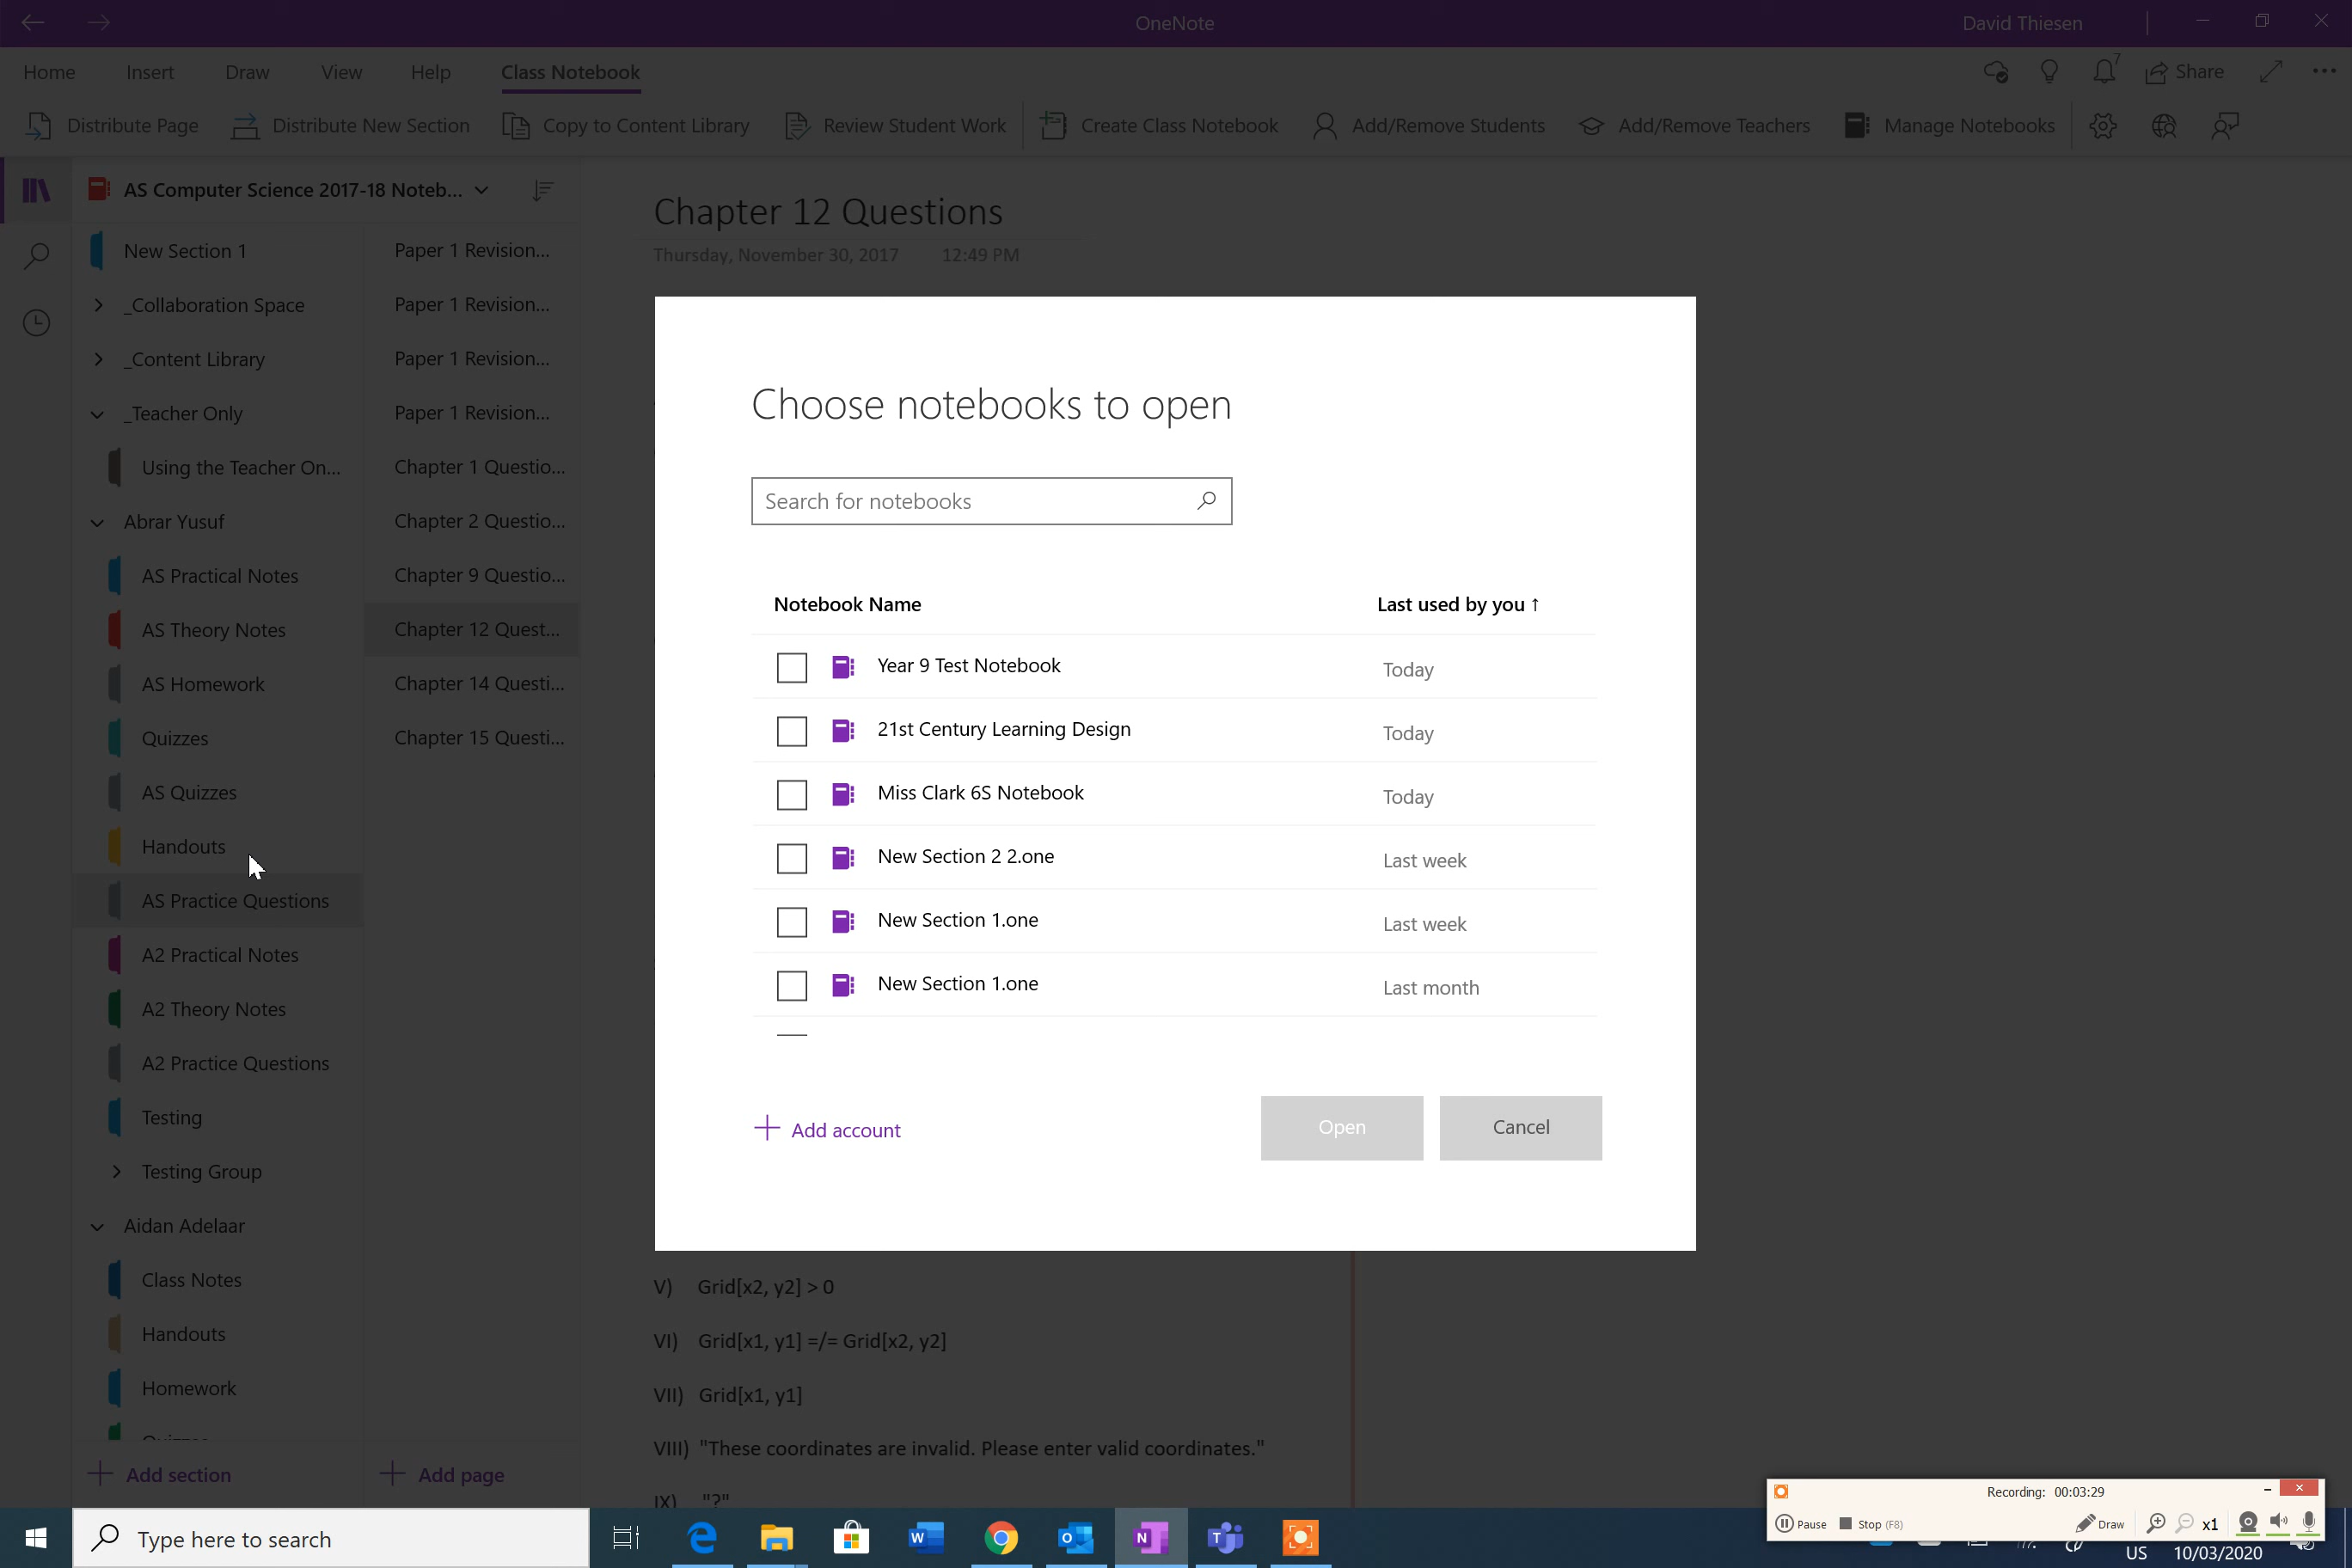 OneNote
David Thiesen
Home Insert Draw View Help Class Notebook
7
Share
Distribute Page Distribute New Section Copy to Content Library Review Student Work Create Class Notebook Add/Remove Students Add/Remove Teachers Manage Notebooks
AS Computer Science 2017-18 Noteb...
New Section 1
_Collaboration Space
_Content Library
_Teacher Only
Using the Teacher On...
Abrar Yusuf
AS Practical Notes
AS Theory Notes
AS Homework
Quizzes
AS Quizzes
Handouts
AS Practice Questions
A2 Practical Notes
A2 Theory Notes
A2 Practice Questions
Testing
Testing Group
Aidan Adelaar
Class Notes
Handouts
Homework
Add section
Paper 1 Revision...
Paper 1 Revision...
Paper 1 Revision...
Paper 1 Revision...
Chapter 1 Questio...
Chapter 2 Questio...
Chapter 9 Questio...
Chapter 12 Quest...
Chapter 14 Questi...
Chapter 15 Questi...
Add page
Chapter 12 Questions
Thursday, November 30, 2017 12:49 PM
Choose notebooks to open
Search for notebooks
Notebook Name Last used by you ↑
Year 9 Test Notebook Today
21st Century Learning Design Today
Miss Clark 6S Notebook Today
New Section 2 2.one Last week
New Section 1.one Last week
New Section 1.one Last month
Add account
Open
Cancel
V) Grid[x2, y2] > 0
VI) Grid[x1, y1] =/= Grid[x2, y2]
VII) Grid[x1, y1]
VIII) "These coordinates are invalid. Please enter valid coordinates."
IX) "?"
Recording: 00:03:29
Pause Stop (F8) Draw x1
Type here to search
US 10/03/2020